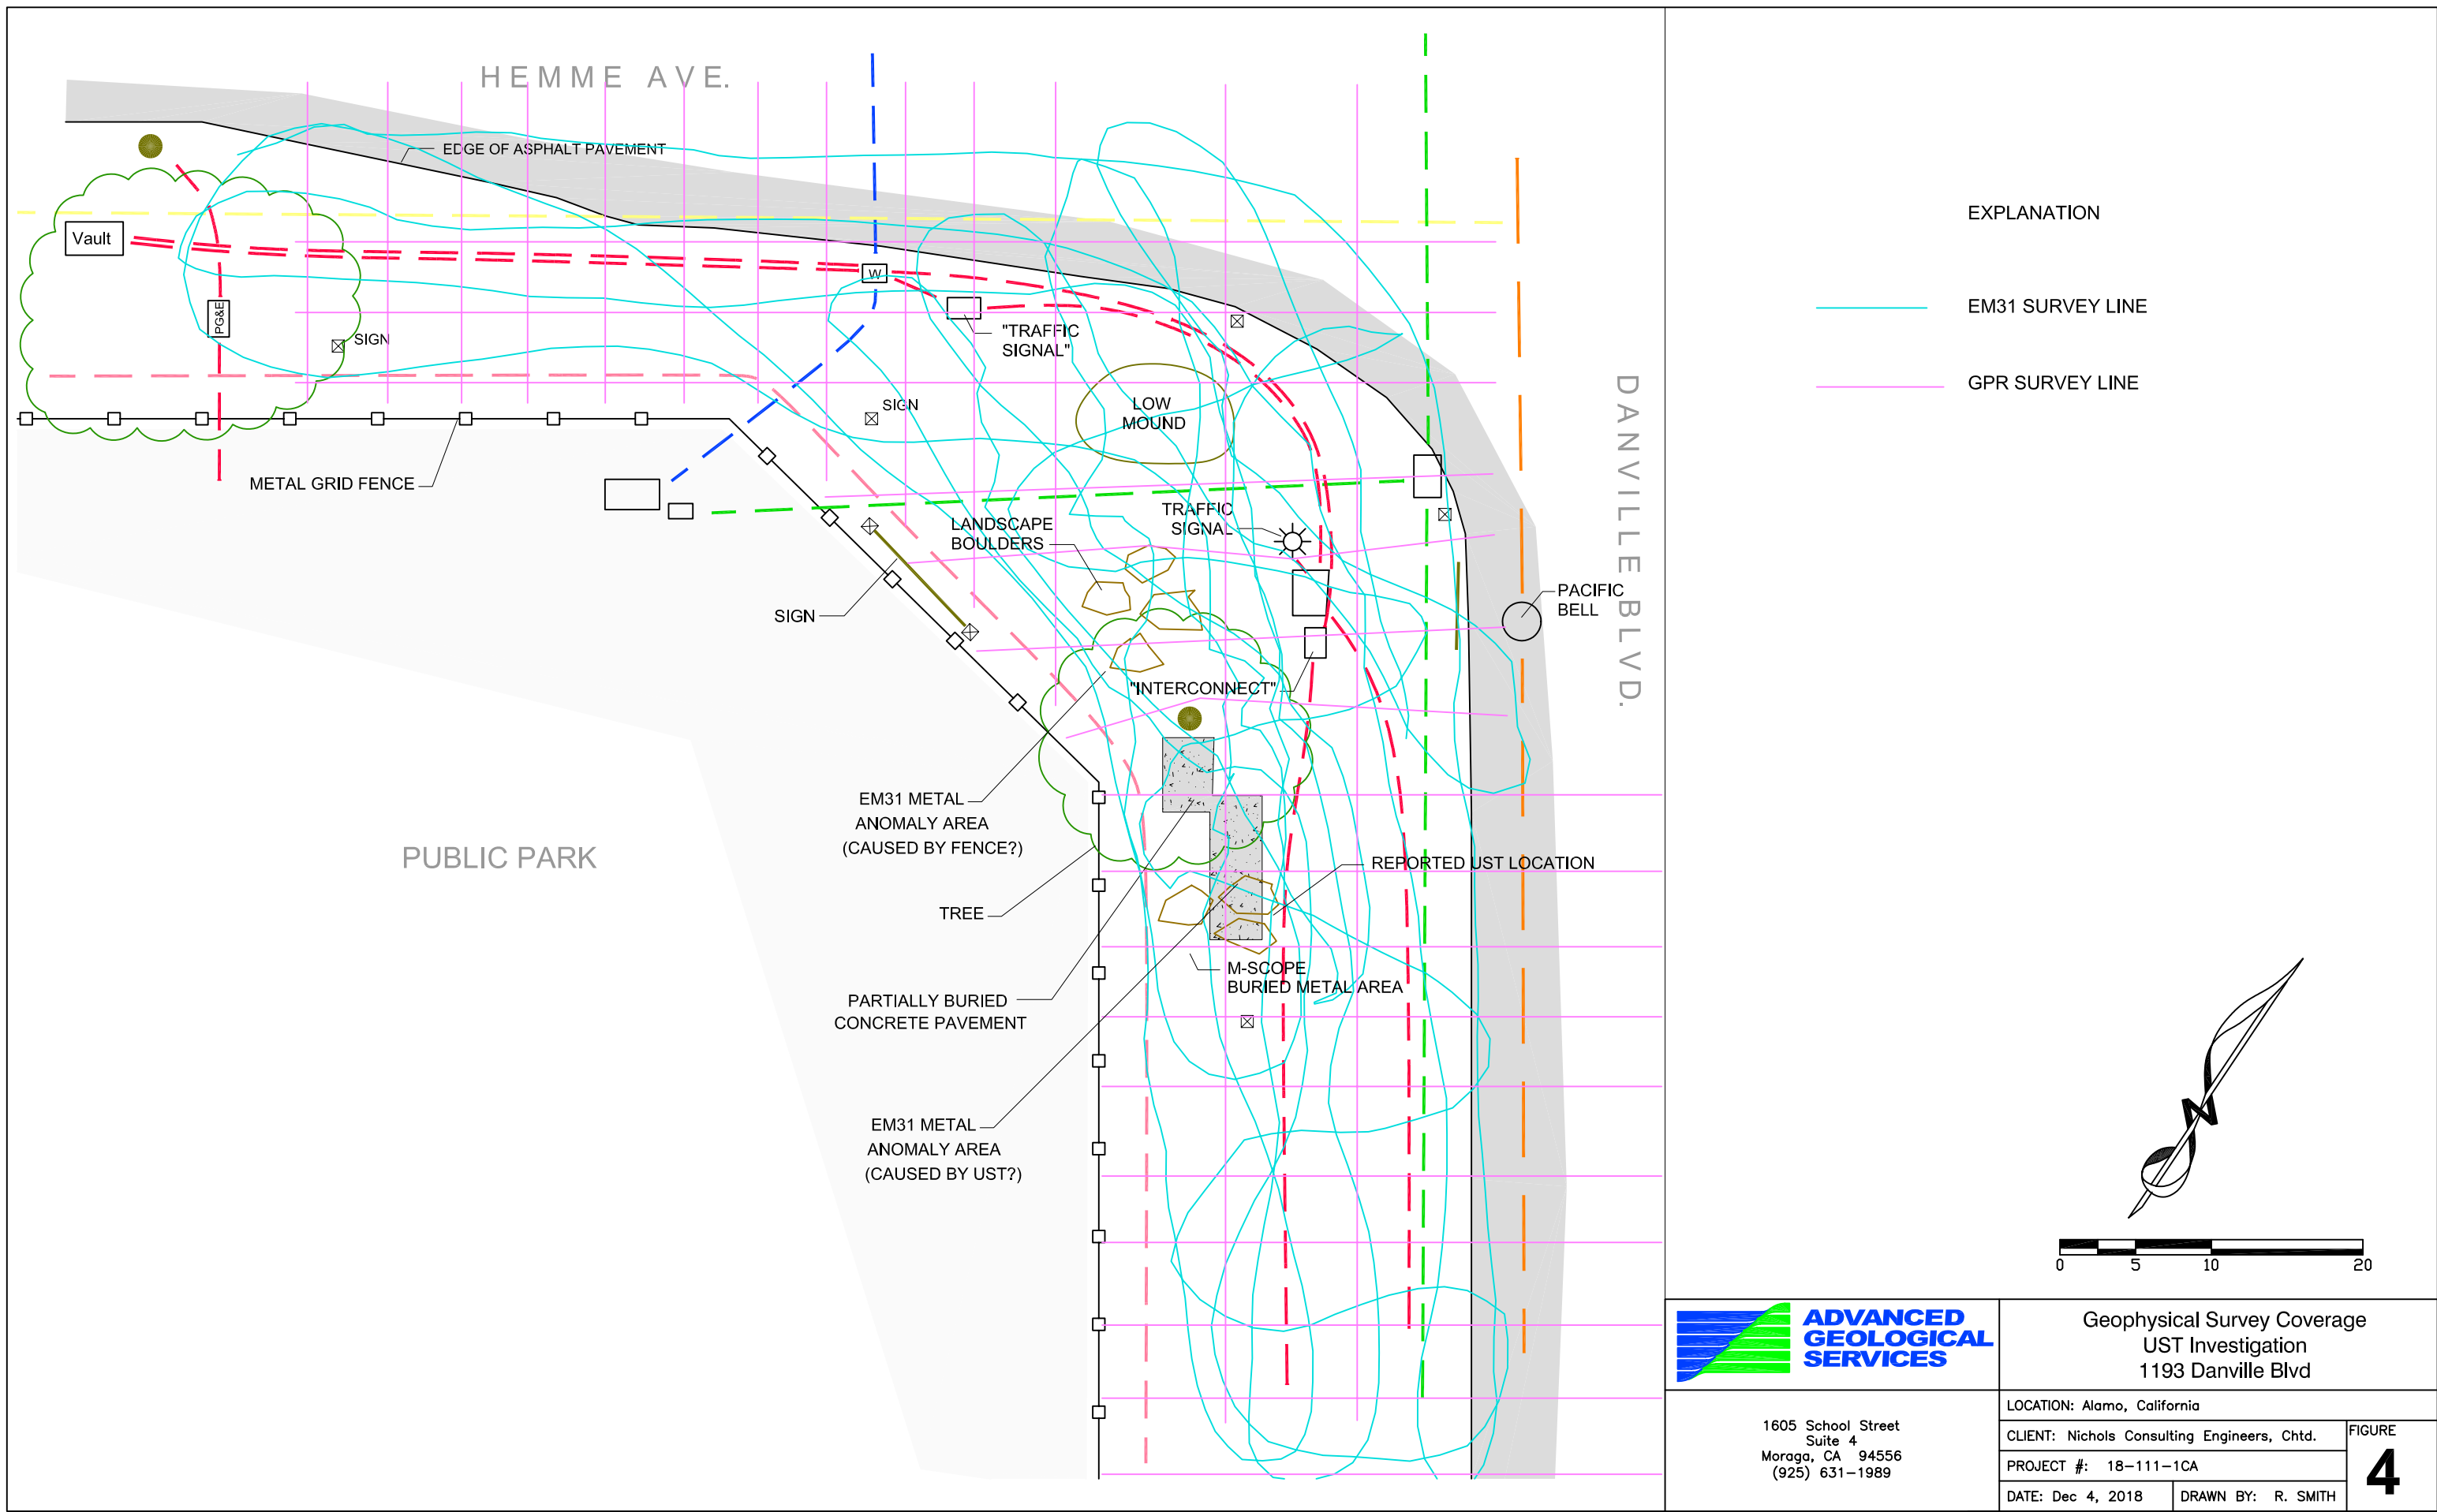 HEMME AVE.
EDGE OF ASPHALT PAVEMENT
Vault
PG&E
SIGN
W
"TRAFFIC
SIGNAL"
SIGN
LOW
MOUND
METAL GRID FENCE
LANDSCAPE
BOULDERS
TRAFFIC
SIGNAL
SIGN
DANVILLE BLVD.
PACIFIC
BELL
"INTERCONNECT"
EM31 METAL
ANOMALY AREA
(CAUSED BY FENCE?)
PUBLIC PARK
REPORTED UST LOCATION
TREE
M-SCOPE
BURIED METAL AREA
PARTIALLY BURIED
CONCRETE PAVEMENT
EM31 METAL
ANOMALY AREA
(CAUSED BY UST?)
EXPLANATION
EM31 SURVEY LINE
GPR SURVEY LINE
N
0 5 10 20
ADVANCED
GEOLOGICAL
SERVICES
1605 School Street
Suite 4
Moraga, CA 94556
(925) 631-1989
Geophysical Survey Coverage
UST Investigation
1193 Danville Blvd
LOCATION: Alamo, California
CLIENT: Nichols Consulting Engineers, Chtd.
PROJECT #: 18-111-1CA
DATE: Dec 4, 2018
DRAWN BY: R. SMITH
FIGURE
4